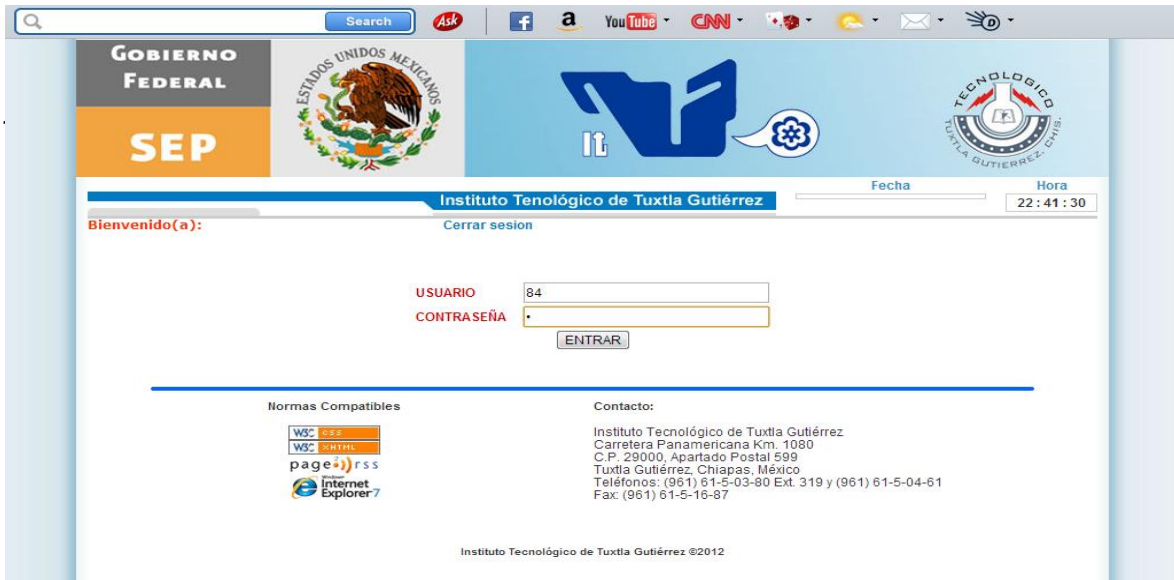 Search Ask f a YouTube CNN D
GOBIERNO
FEDERAL
SEP
ESTADOS UNIDOS MEXICANOS
It
TECNOLOGICO
TUXTLA GUTIERREZ, CHIS.
Fecha Hora
Instituto Tenológico de Tuxtla Gutiérrez 22:41:30
Bienvenido(a): Cerrar sesion
USUARIO 84
CONTRASEÑA •
ENTRAR
Normas Compatibles
W3C CSS
W3C XHTML
page rss
Windows
Internet
Explorer 7
Contacto:
Instituto Tecnológico de Tuxtla Gutiérrez
Carretera Panamericana Km. 1080
C.P. 29000, Apartado Postal 599
Tuxtla Gutiérrez, Chiapas, México
Teléfonos: (961) 61-5-03-80 Ext. 319 y (961) 61-5-04-61
Fax: (961) 61-5-16-87
Instituto Tecnológico de Tuxtla Gutiérrez ©2012